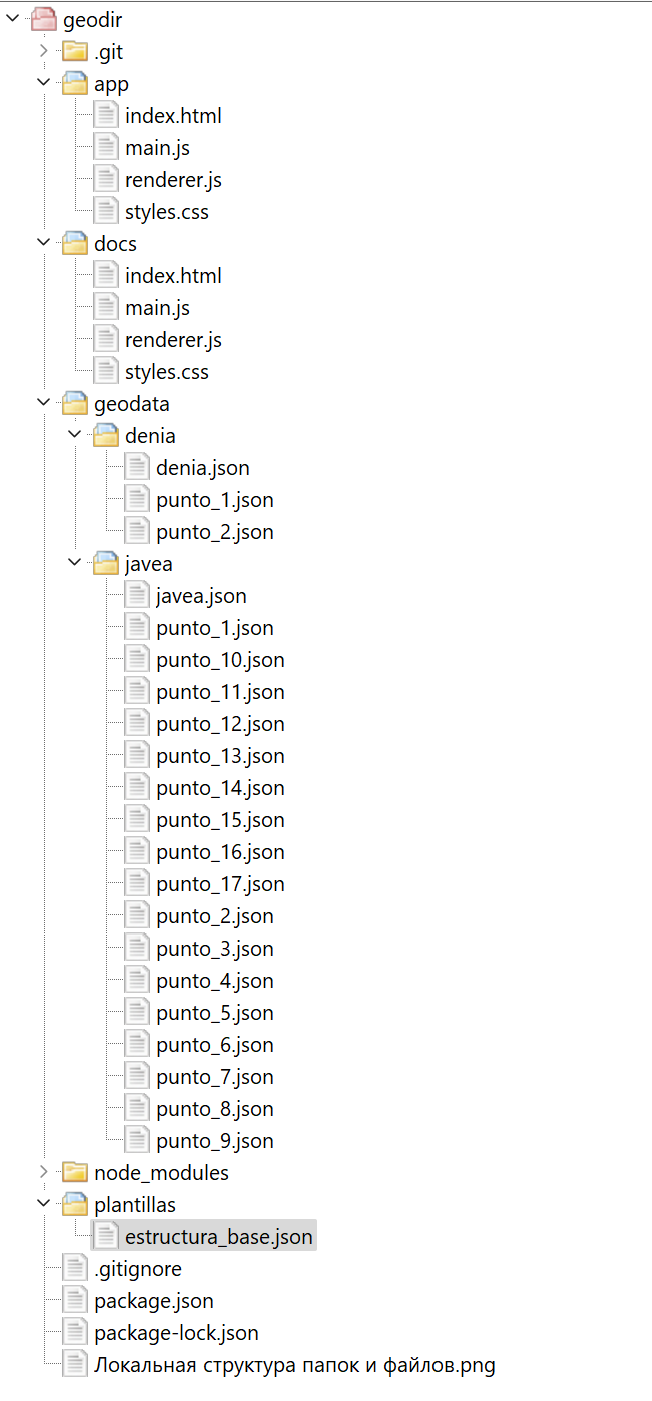 geodir
.git
app
index.html
main.js
renderer.js
styles.css
docs
index.html
main.js
renderer.js
styles.css
geodata
denia
denia.json
punto_1.json
punto_2.json
javea
javea.json
punto_1.json
punto_10.json
punto_11.json
punto_12.json
punto_13.json
punto_14.json
punto_15.json
punto_16.json
punto_17.json
punto_2.json
punto_3.json
punto_4.json
punto_5.json
punto_6.json
punto_7.json
punto_8.json
punto_9.json
node_modules
plantillas
estructura_base.json
.gitignore
package.json
package-lock.json
Локальная структура папок и файлов.png